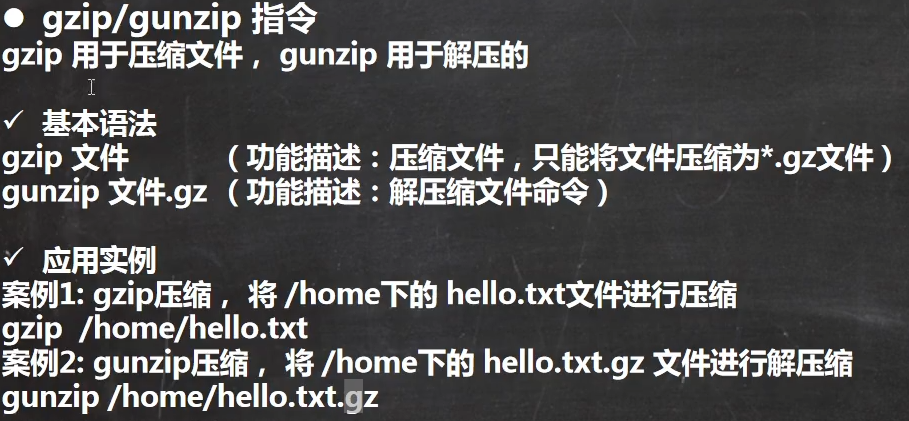 ● gzip/gunzip 指令
gzip 用于压缩文件， gunzip 用于解压的
✓ 基本语法
gzip 文件 （功能描述：压缩文件，只能将文件压缩为*.gz文件）
gunzip 文件.gz （功能描述：解压缩文件命令）
✓ 应用实例
案例1: gzip压缩， 将 /home下的 hello.txt文件进行压缩
gzip /home/hello.txt
案例2: gunzip压缩， 将 /home下的 hello.txt.gz 文件进行解压缩
gunzip /home/hello.txt.gz